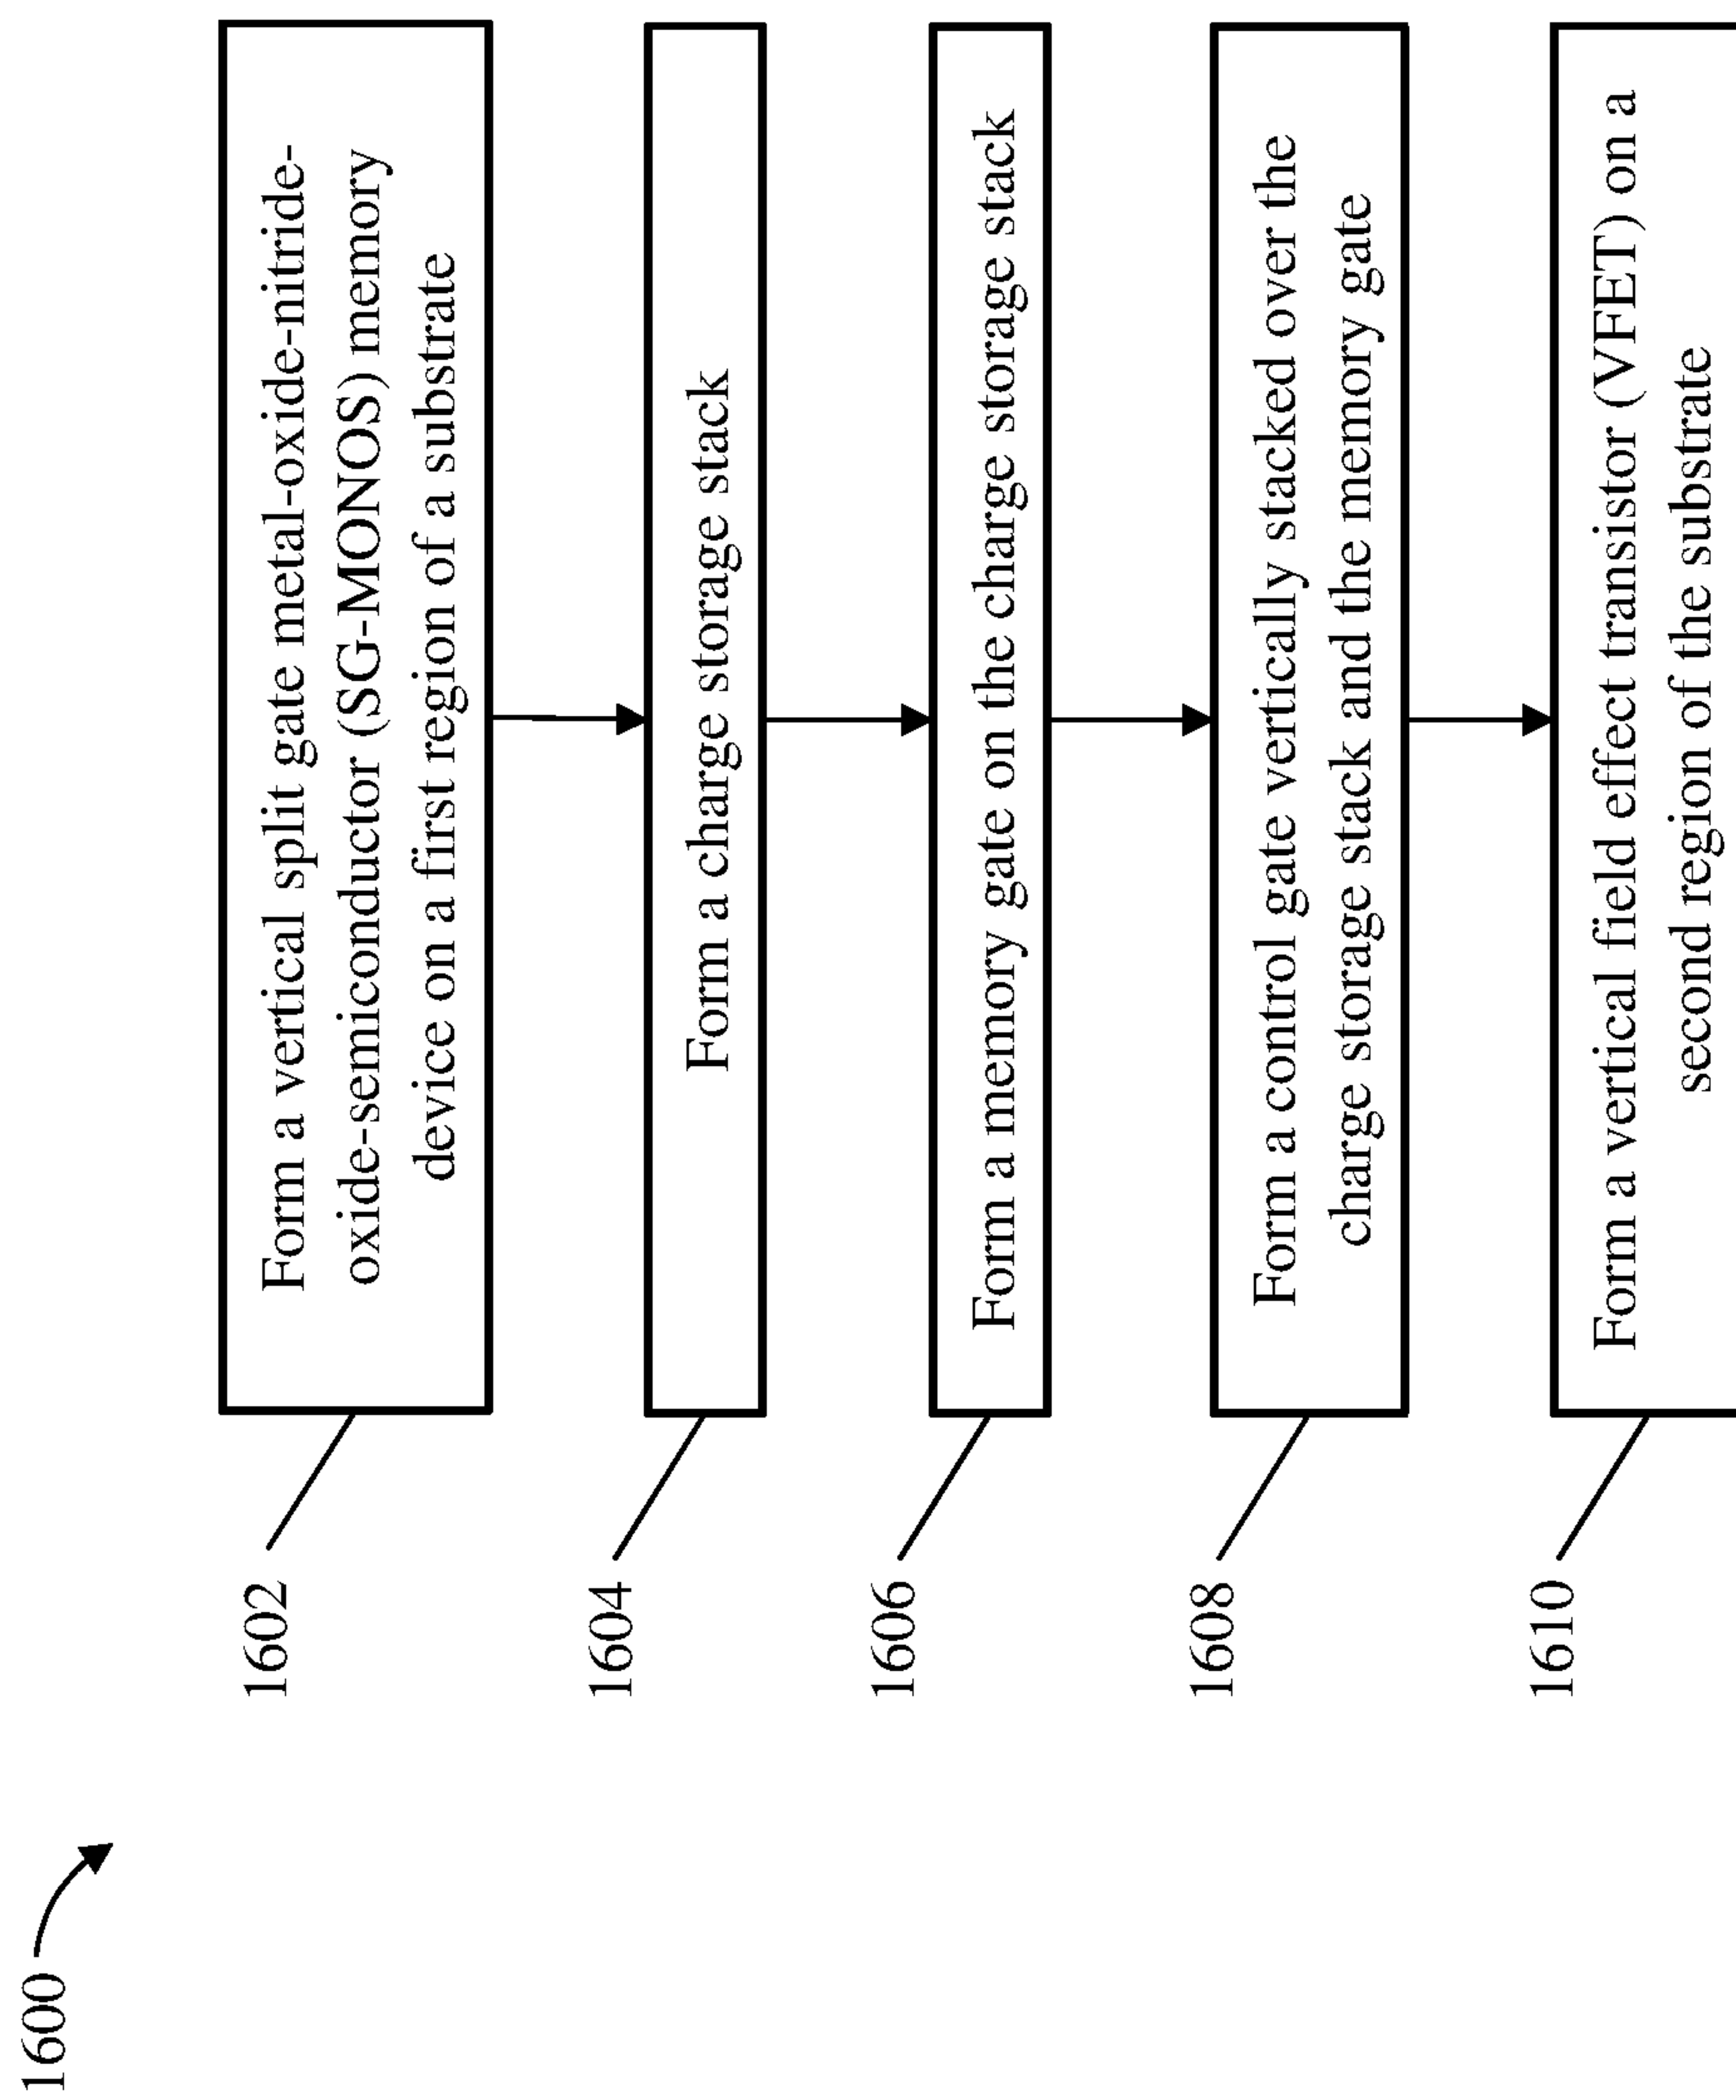 1600
1602
Form a vertical split gate metal-oxide-nitride-
oxide-semiconductor (SG-MONOS) memory
device on a first region of a substrate
1604
Form a charge storage stack
1606
Form a memory gate on the charge storage stack
1608
Form a control gate vertically stacked over the
charge storage stack and the memory gate
1610
Form a vertical field effect transistor (VFET) on a
second region of the substrate